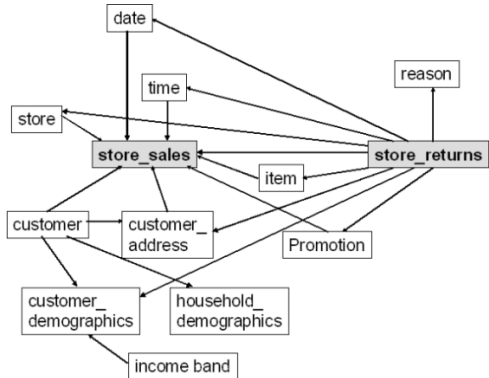 date
reason
time
store
store_sales
store_returns
item
customer
customer_
address
Promotion
customer_
demographics
household_
demographics
income band